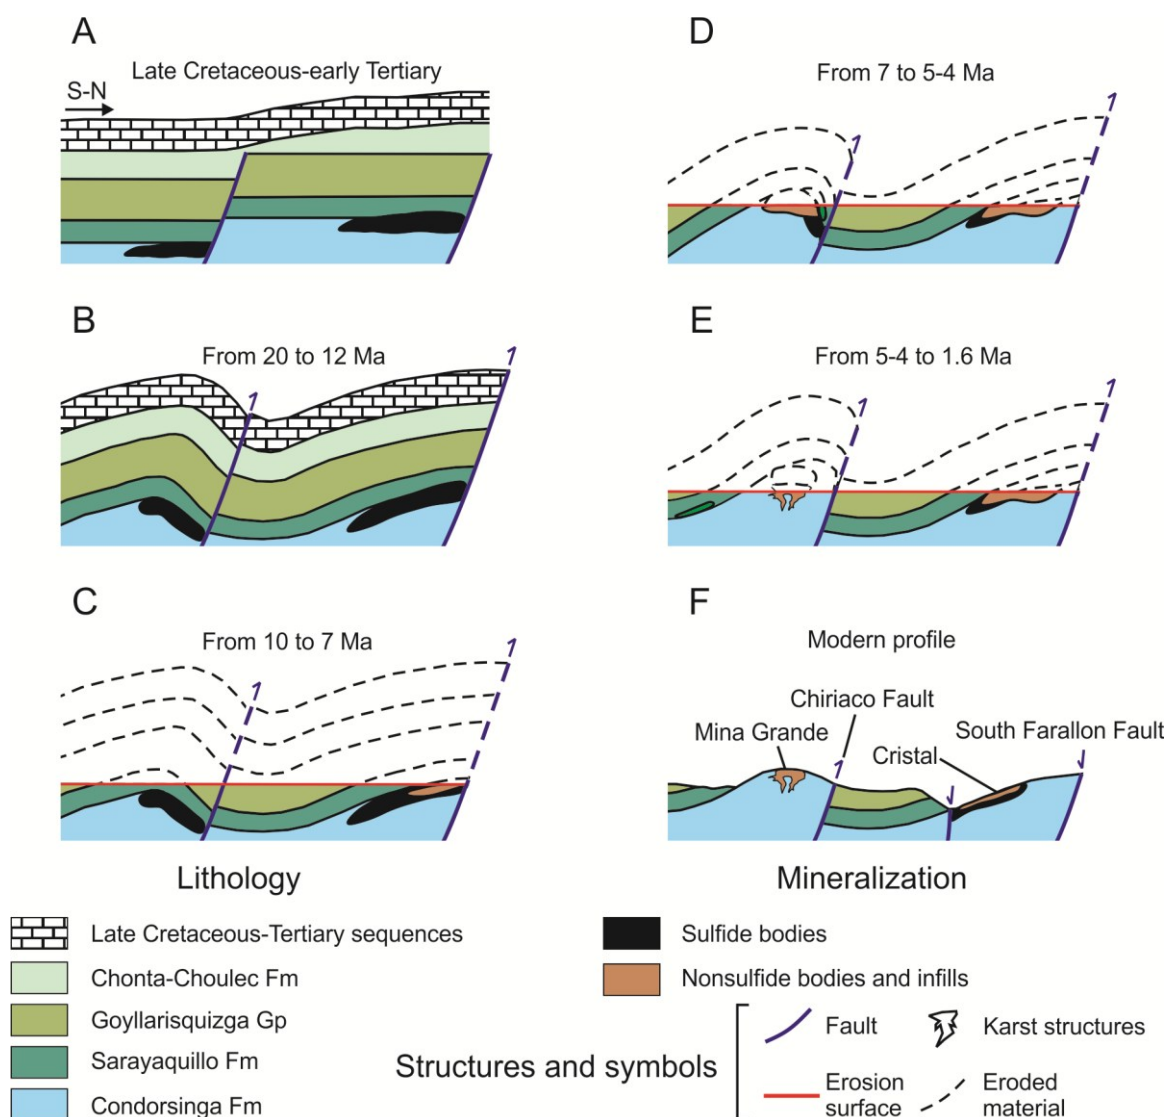 A
Late Cretaceous-early Tertiary
S-N
B
From 20 to 12 Ma
C
From 10 to 7 Ma
D
From 7 to 5-4 Ma
E
From 5-4 to 1.6 Ma
F
Modern profile
Chiriaco Fault
Mina Grande
South Farallon Fault
Cristal
Lithology
Late Cretaceous-Tertiary sequences
Chonta-Choulec Fm
Goyllarisquizga Gp
Sarayaquillo Fm
Condorsinga Fm
Mineralization
Sulfide bodies
Nonsulfide bodies and infills
Structures and symbols
Fault
Karst structures
Erosion
surface
Eroded
material